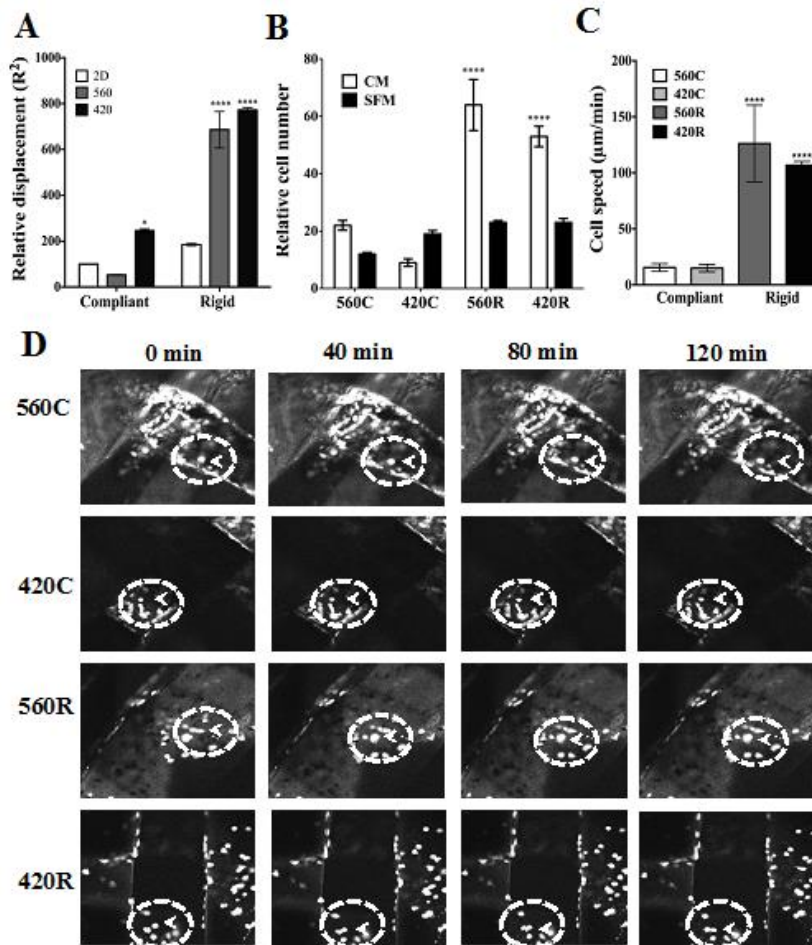 A
Relative displacement (R²)
1000
800
600
400
200
0
2D
560
420
*
****
****
Compliant
Rigid
B
Relative cell number
80
60
40
20
0
CM
SFM
****
****
560C
420C
560R
420R
C
Cell speed (µm/min)
200
150
100
50
0
560C
420C
560R
420R
****
****
Compliant
Rigid
D
0 min
40 min
80 min
120 min
560C
420C
560R
420R